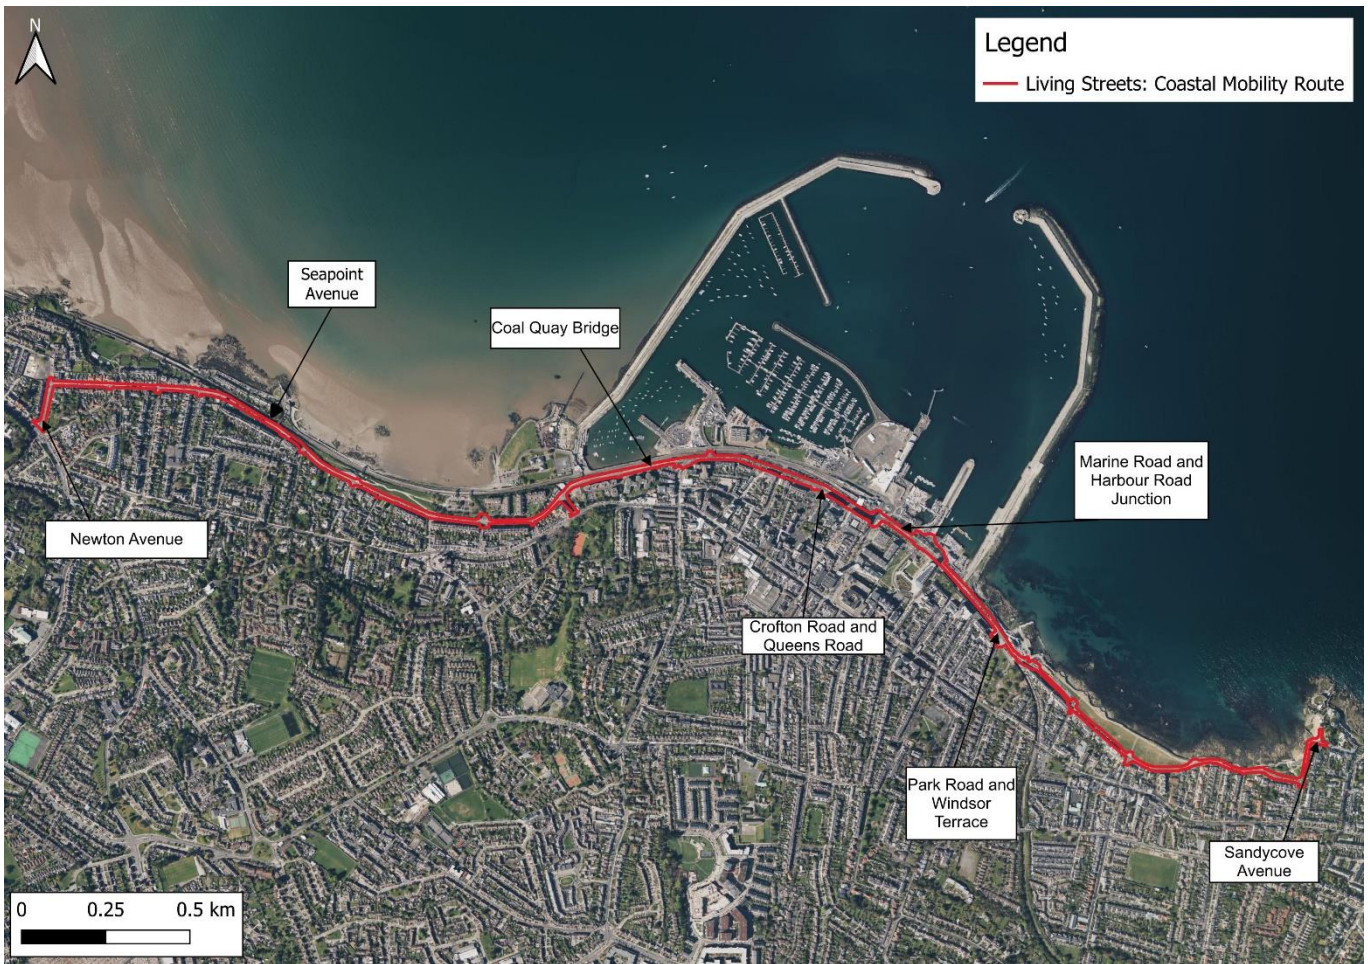 N
Legend
Living Streets: Coastal Mobility Route
Seapoint
Avenue
Coal Quay Bridge
Marine Road and
Harbour Road
Junction
Newton Avenue
Crofton Road and
Queens Road
Park Road and
Windsor
Terrace
Sandycove
Avenue
0 0.25 0.5 km